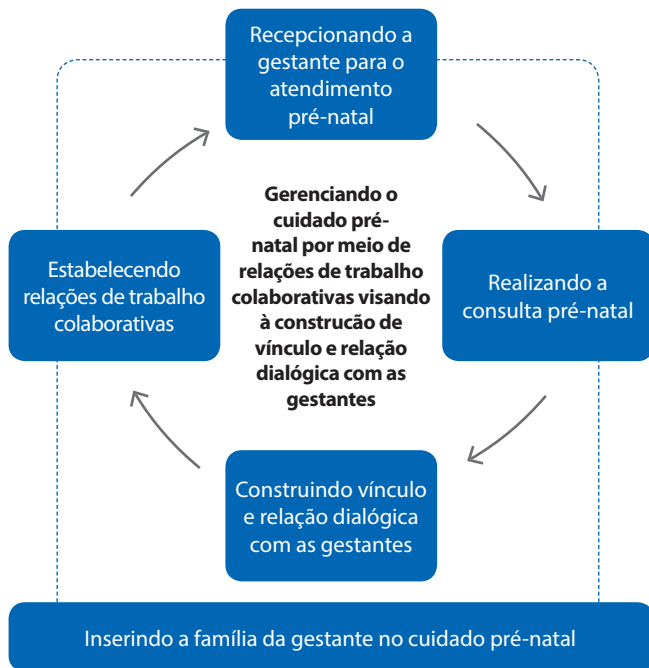 Recepcionando a
gestante para o
atendimento
pré-natal
Gerenciando o
cuidado pré-
natal por meio de
relações de trabalho
colaborativas visando
à construcão de
vínculo e relação
dialógica com as
gestantes
Estabelecendo
relações de trabalho
colaborativas
Realizando a
consulta pré-natal
Construindo vínculo
e relação dialógica
com as gestantes
Inserindo a família da gestante no cuidado pré-natal